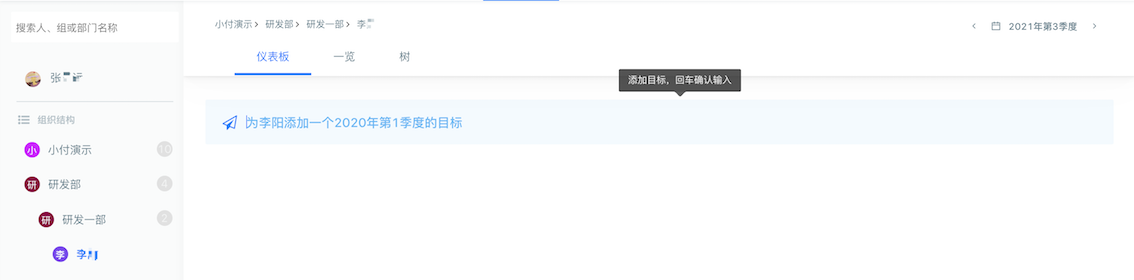 搜索人、组或部门名称
张
组织结构
小 小付演示 10
研 研发部 4
研 研发一部 2
李 李
小付演示 > 研发部 > 研发一部 > 李
< 2021年第3季度 >
仪表板 一览 树
添加目标，回车确认输入
为李阳添加一个2020年第1季度的目标